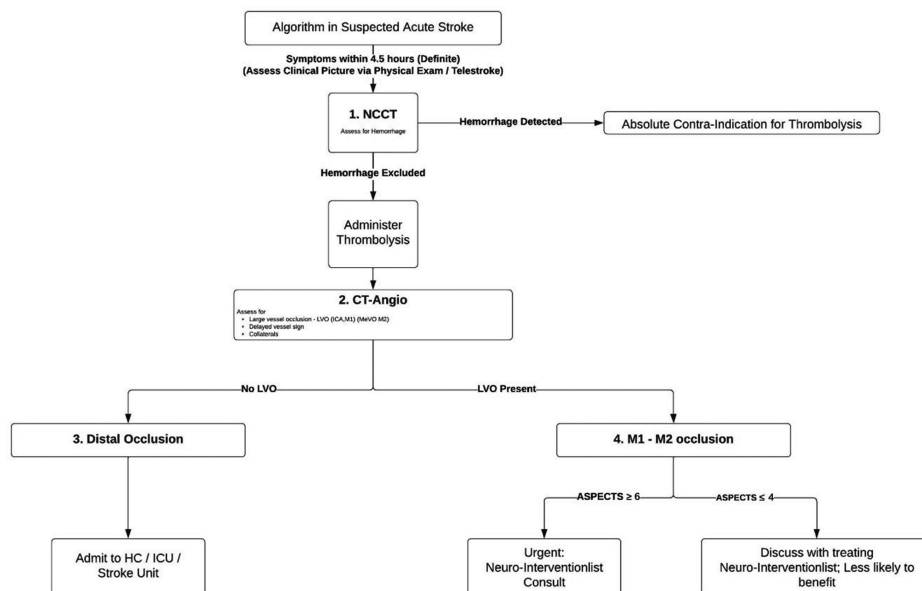 Algorithm in Suspected Acute Stroke
Symptoms within 4.5 hours (Definite)
(Assess Clinical Picture via Physical Exam / Telestroke)
1. NCCT
Assess for Hemorrhage
Hemorrhage Detected
Absolute Contra-Indication for Thrombolysis
Hemorrhage Excluded
Administer
Thrombolysis
2. CT-Angio
Assess for
• Large vessel occlusion - LVO (ICA,M1) (MeVO M2)
• Delayed vessel sign
• Collaterals
No LVO
LVO Present
3. Distal Occlusion
4. M1 - M2 occlusion
ASPECTS ≥ 6
ASPECTS ≤ 4
Admit to HC / ICU /
Stroke Unit
Urgent:
Neuro-Interventionlist
Consult
Discuss with treating
Neuro-Interventionlist; Less likely to
benefit